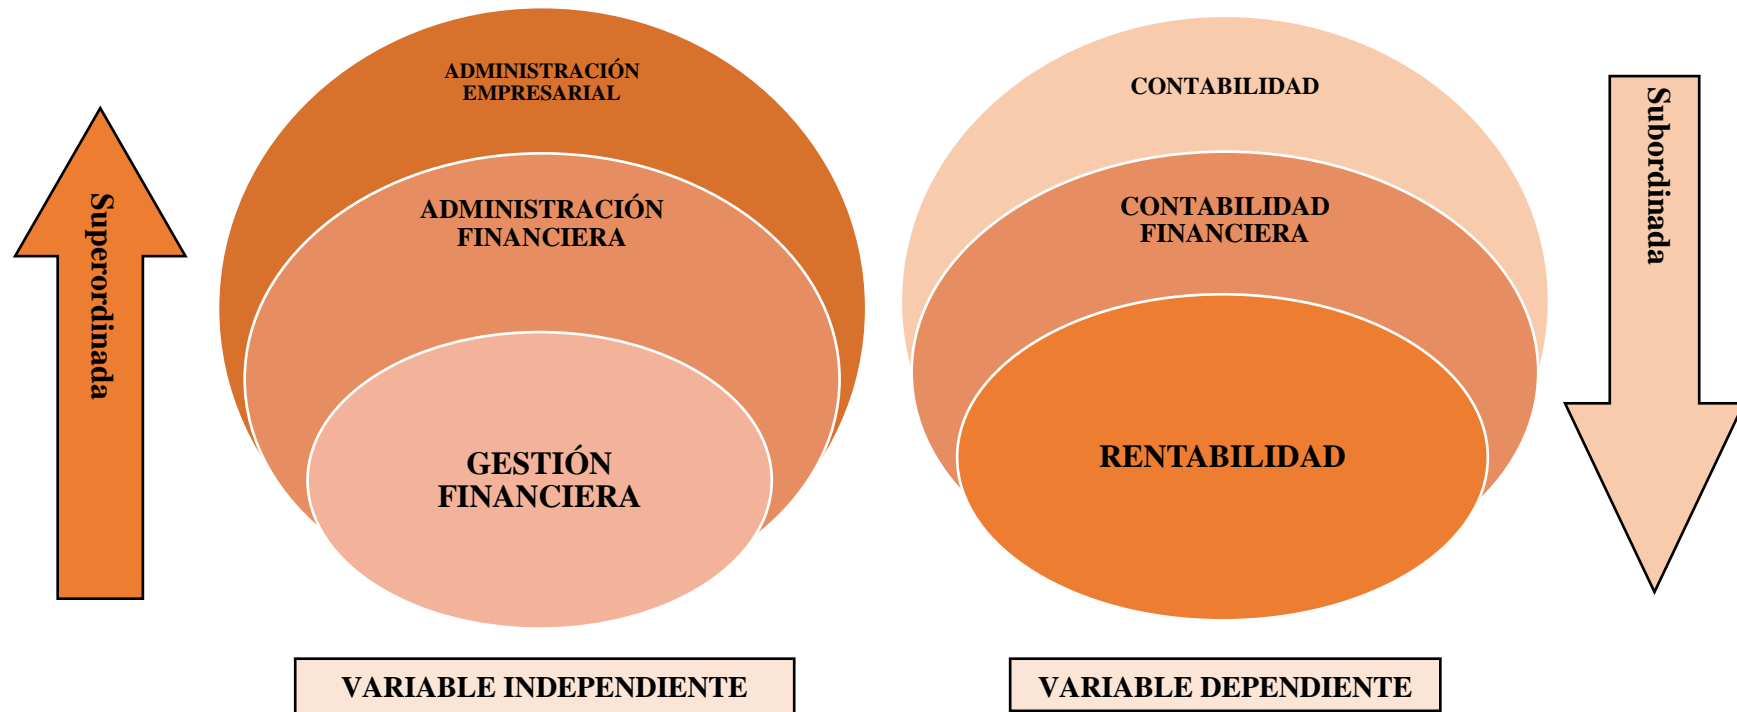 Superordinada
ADMINISTRACIÓN
EMPRESARIAL
ADMINISTRACIÓN
FINANCIERA
GESTIÓN
FINANCIERA
VARIABLE INDEPENDIENTE
CONTABILIDAD
CONTABILIDAD
FINANCIERA
RENTABILIDAD
VARIABLE DEPENDIENTE
Subordinada